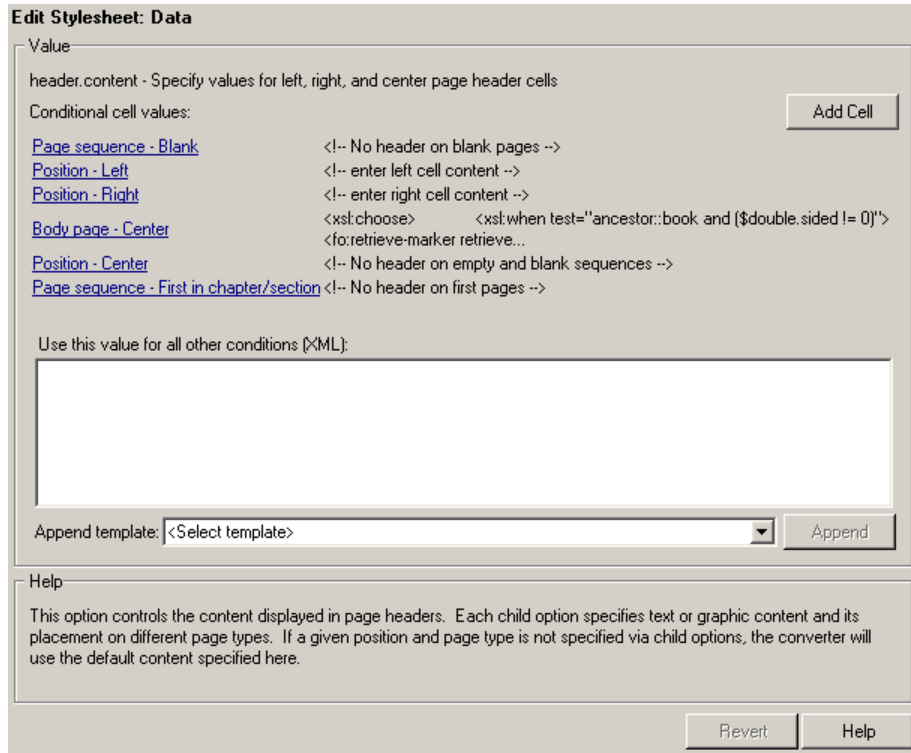 Edit Stylesheet: Data
Value
header.content - Specify values for left, right, and center page header cells
Conditional cell values:
Add Cell
Page sequence - Blank <!-- No header on blank pages -->
Position - Left <!-- enter left cell content -->
Position - Right <!-- enter right cell content -->
<xsl:choose> <xsl:when test="ancestor::book and ($double.sided != 0)">
Body page - Center
<fo:retrieve-marker retrieve...
Position - Center <!-- No header on empty and blank sequences -->
Page sequence - First in chapter/section <!-- No header on first pages -->
Use this value for all other conditions (XML):
Append template: <Select template> Append
Help
This option controls the content displayed in page headers. Each child option specifies text or graphic content and its
placement on different page types. If a given position and page type is not specified via child options, the converter will
use the default content specified here.
Revert Help